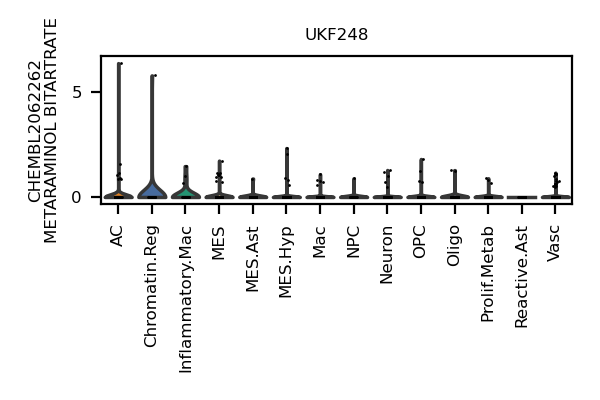 UKF248
CHEMBL2062262
METARAMINOL BITARTRATE
5
0
AC
Chromatin.Reg
Inflammatory.Mac
MES
MES.Ast
MES.Hyp
Mac
NPC
Neuron
OPC
Oligo
Prolif.Metab
Reactive.Ast
Vasc